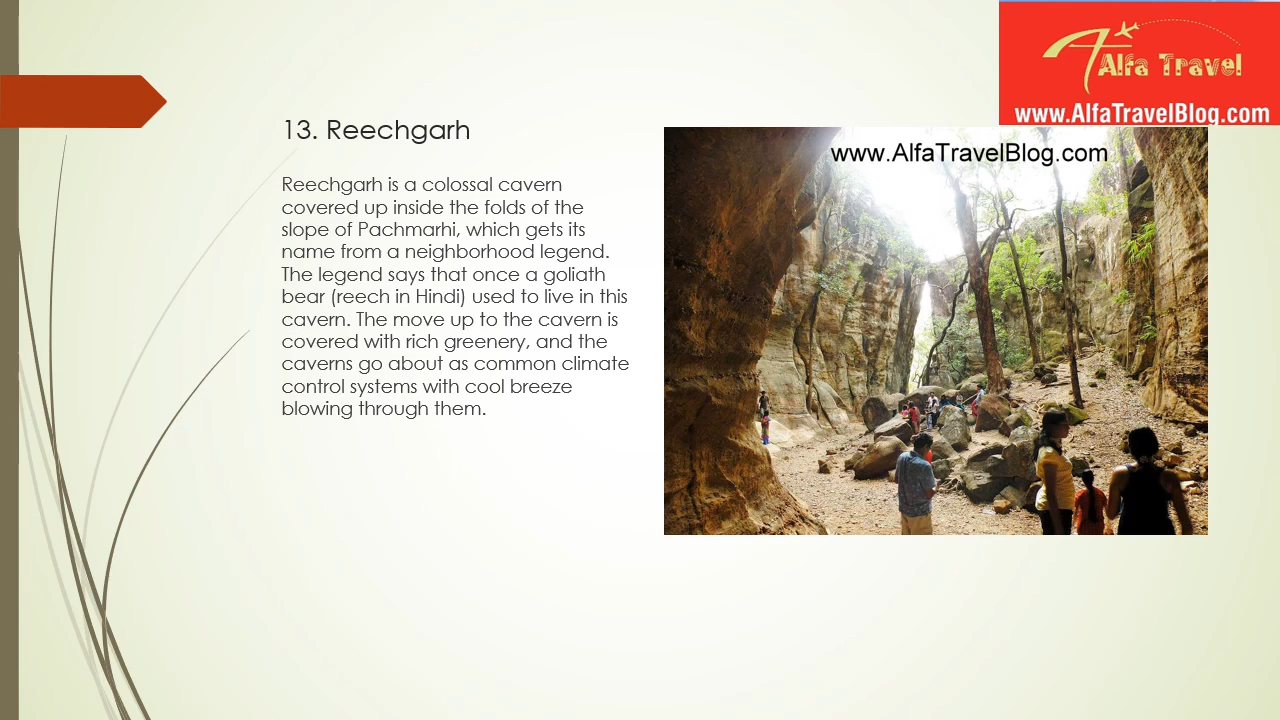 Alfa Travel
www.AlfaTravelBlog.com
13. Reechgarh
www.AlfaTravelBlog.com
Reechgarh is a colossal cavern
covered up inside the folds of the
slope of Pachmarhi, which gets its
name from a neighborhood legend.
The legend says that once a goliath
bear (reech in Hindi) used to live in this
cavern. The move up to the cavern is
covered with rich greenery, and the
caverns go about as common climate
control systems with cool breeze
blowing through them.